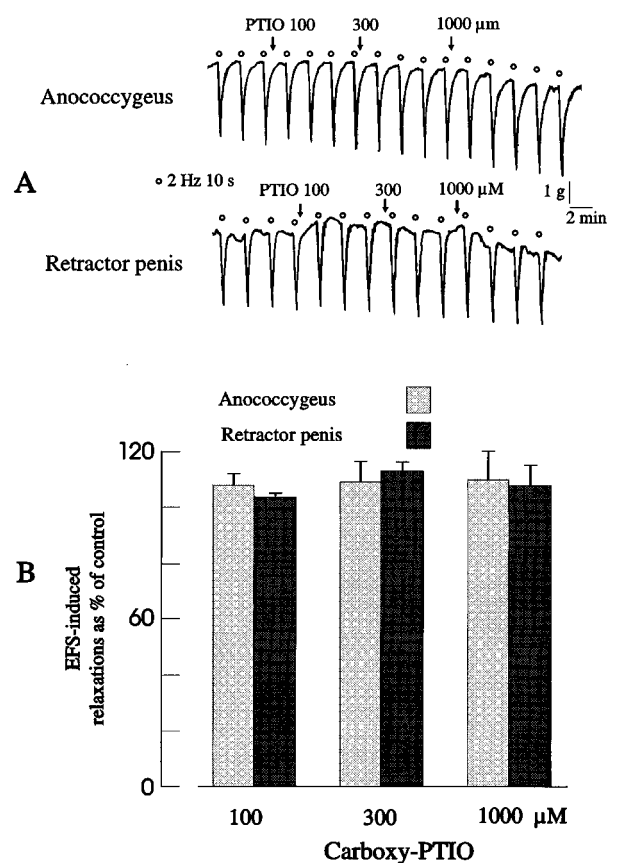 PTIO 100 300 1000 µm
Anococcygeus
A
2 Hz 10 s
1 g
2 min
PTIO 100 300 1000 µM
Retractor penis
B
Anococcygeus
Retractor penis
EFS-induced
relaxations as % of control
120
60
0
100 300 1000 µM
Carboxy-PTIO